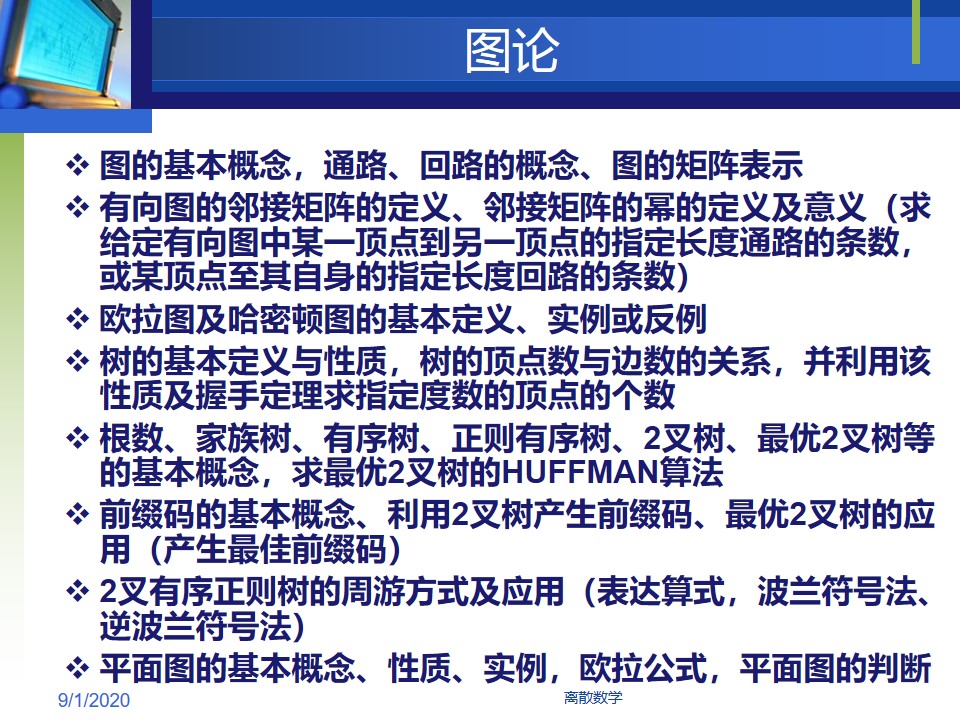 图论
❖ 图的基本概念，通路、回路的概念、图的矩阵表示
❖ 有向图的邻接矩阵的定义、邻接矩阵的幂的定义及意义（求
给定有向图中某一顶点到另一顶点的指定长度通路的条数，
或某顶点至其自身的指定长度回路的条数）
❖ 欧拉图及哈密顿图的基本定义、实例或反例
❖ 树的基本定义与性质，树的顶点数与边数的关系，并利用该
性质及握手定理求指定度数的顶点的个数
❖ 根数、家族树、有序树、正则有序树、2叉树、最优2叉树等
的基本概念，求最优2叉树的HUFFMAN算法
❖ 前缀码的基本概念、利用2叉树产生前缀码、最优2叉树的应
用（产生最佳前缀码）
❖ 2叉有序正则树的周游方式及应用（表达算式，波兰符号法、
逆波兰符号法）
❖ 平面图的基本概念、性质、实例，欧拉公式，平面图的判断
9/1/2020
离散数学